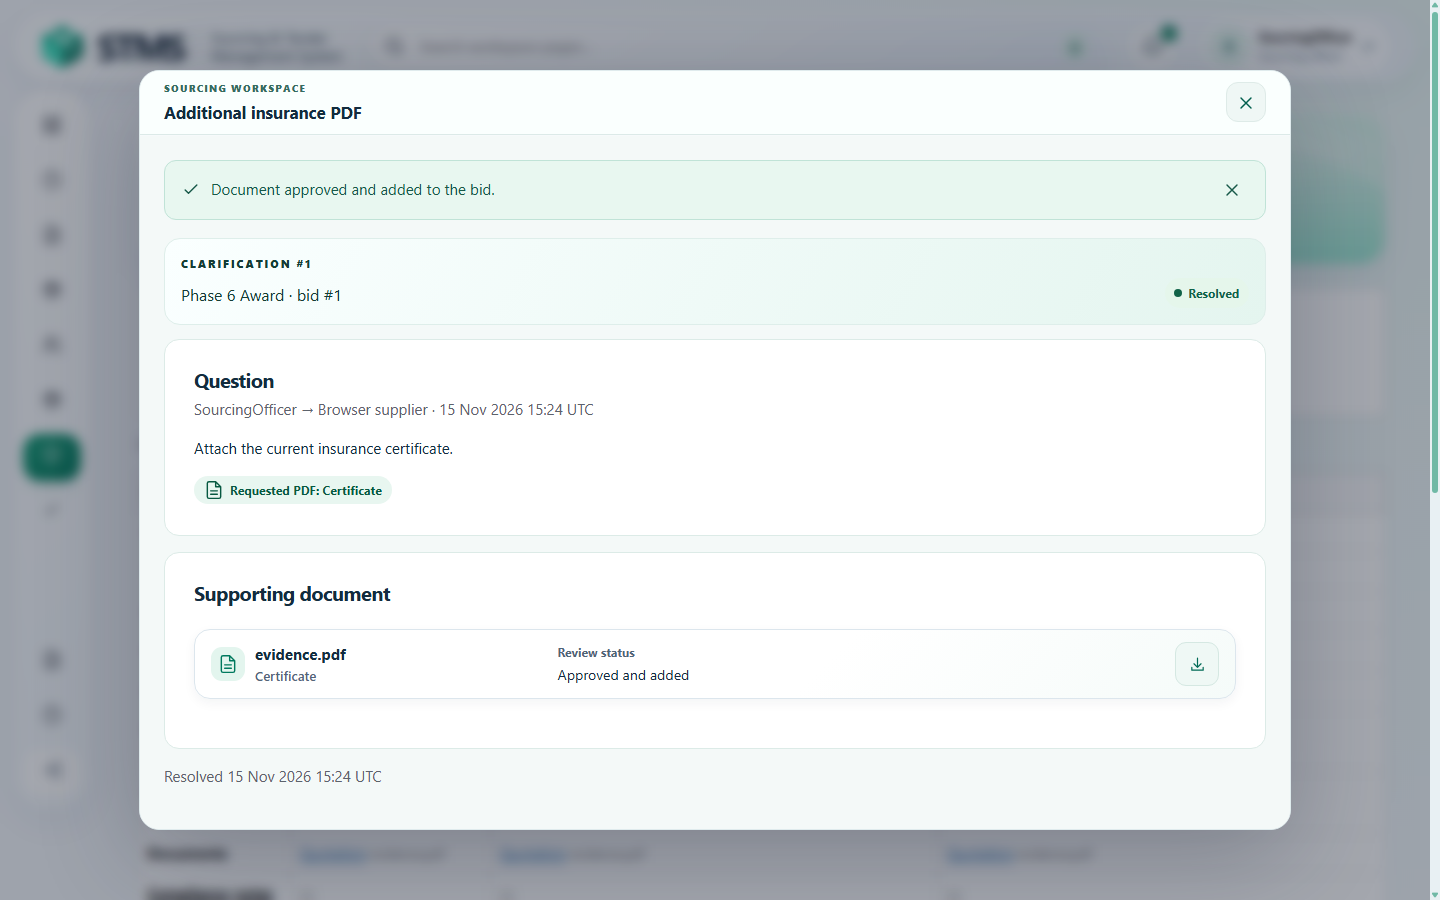 STMS
SOURCING WORKSPACE
Additional insurance PDF
Document approved and added to the bid.
CLARIFICATION #1
Phase 6 Award · bid #1
Resolved
Question
SourcingOfficer → Browser supplier · 15 Nov 2026 15:24 UTC
Attach the current insurance certificate.
Requested PDF: Certificate
Supporting document
evidence.pdf
Certificate
Review status
Approved and added
Resolved 15 Nov 2026 15:24 UTC